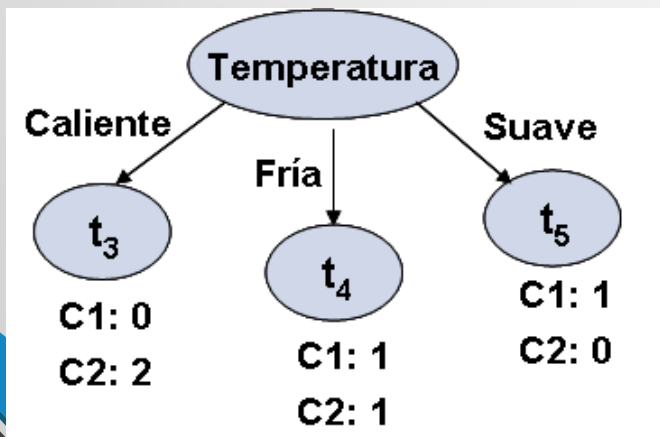 Temperatura
Caliente
Fría
Suave
t₃
C1: 0
C2: 2
t₄
C1: 1
C2: 1
t₅
C1: 1
C2: 0